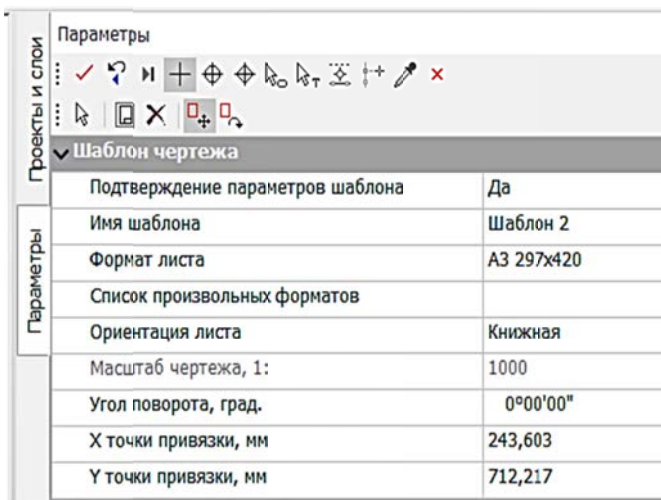 Проекты и слои
Параметры
Параметры
Шаблон чертежа
Подтверждение параметров шаблона Да
Имя шаблона Шаблон 2
Формат листа А3 297х420
Список произвольных форматов
Ориентация листа Книжная
Масштаб чертежа, 1: 1000
Угол поворота, град. 0°00'00"
X точки привязки, мм 243,603
Y точки привязки, мм 712,217